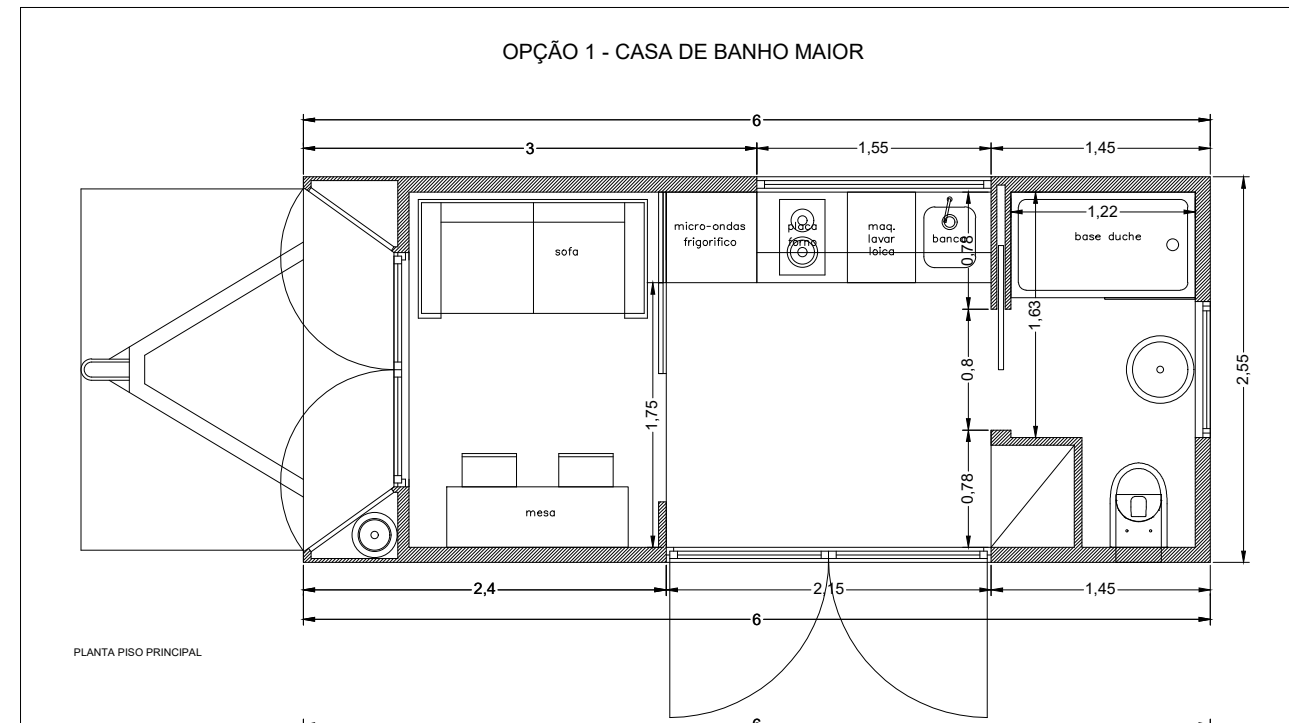 OPÇÃO 1 - CASA DE BANHO MAIOR
6
3
1,55
1,45
micro-ondas
frigorifico
placa
forno
maq.
lavar
loica
banca
0,78
1,22
base duche
sofa
1,63
0,8
2,55
1,75
0,78
mesa
2,4
2,15
1,45
6
PLANTA PISO PRINCIPAL
6